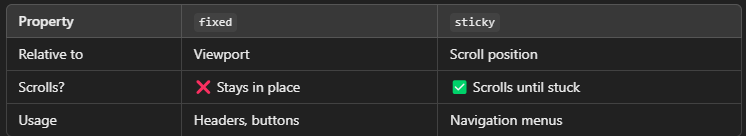 Property fixed sticky
Relative to Viewport Scroll position
Scrolls? ❌ Stays in place ✅ Scrolls until stuck
Usage Headers, buttons Navigation menus